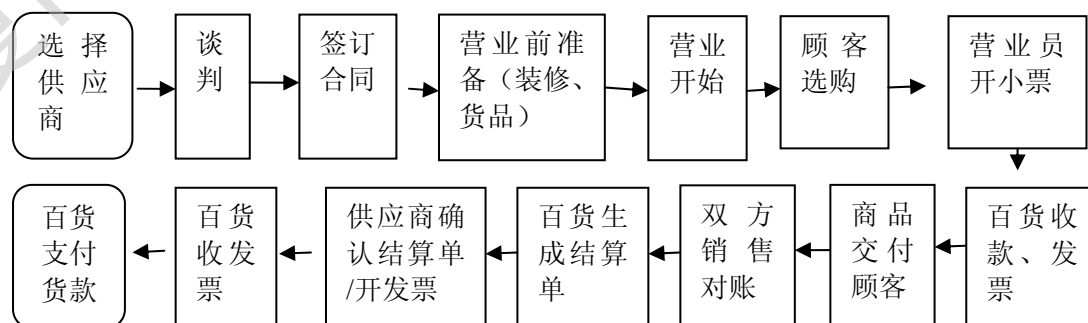 选择
供应
商
谈
判
签订
合同
营业前准
备（装修、
货品）
营业
开始
顾客
选购
营业员
开小票
百货收
款、发
票
商品
交付
顾客
双方
销售
对账
百货生
成结算
单
供应商确
认结算单
/开发票
百货
收发
票
百货
支付
货款